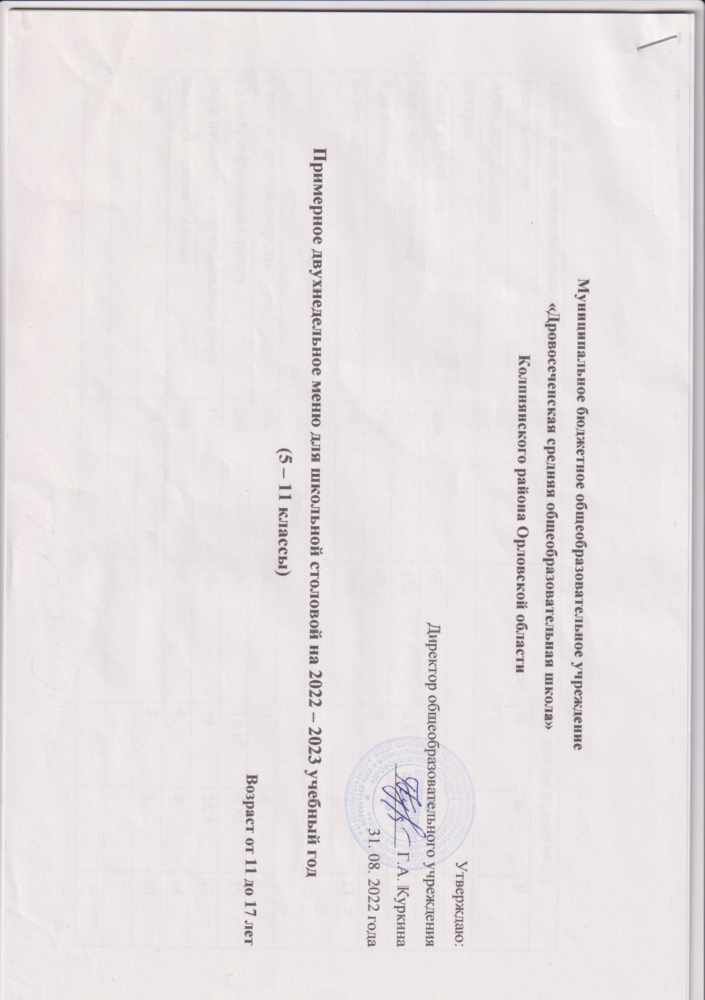 Муниципальное бюджетное общеобразовательное учреждение
«Дровосеченская средняя общеобразовательная школа»
Колпнянского района Орловской области
Утверждаю:
Директор общеобразовательного учреждения
Г.А. Куркина
31. 08. 2022 года
Примерное двухнедельное меню для школьной столовой на 2022 – 2023 учебный год
(5 – 11 классы)
Возраст от 11 до 17 лет